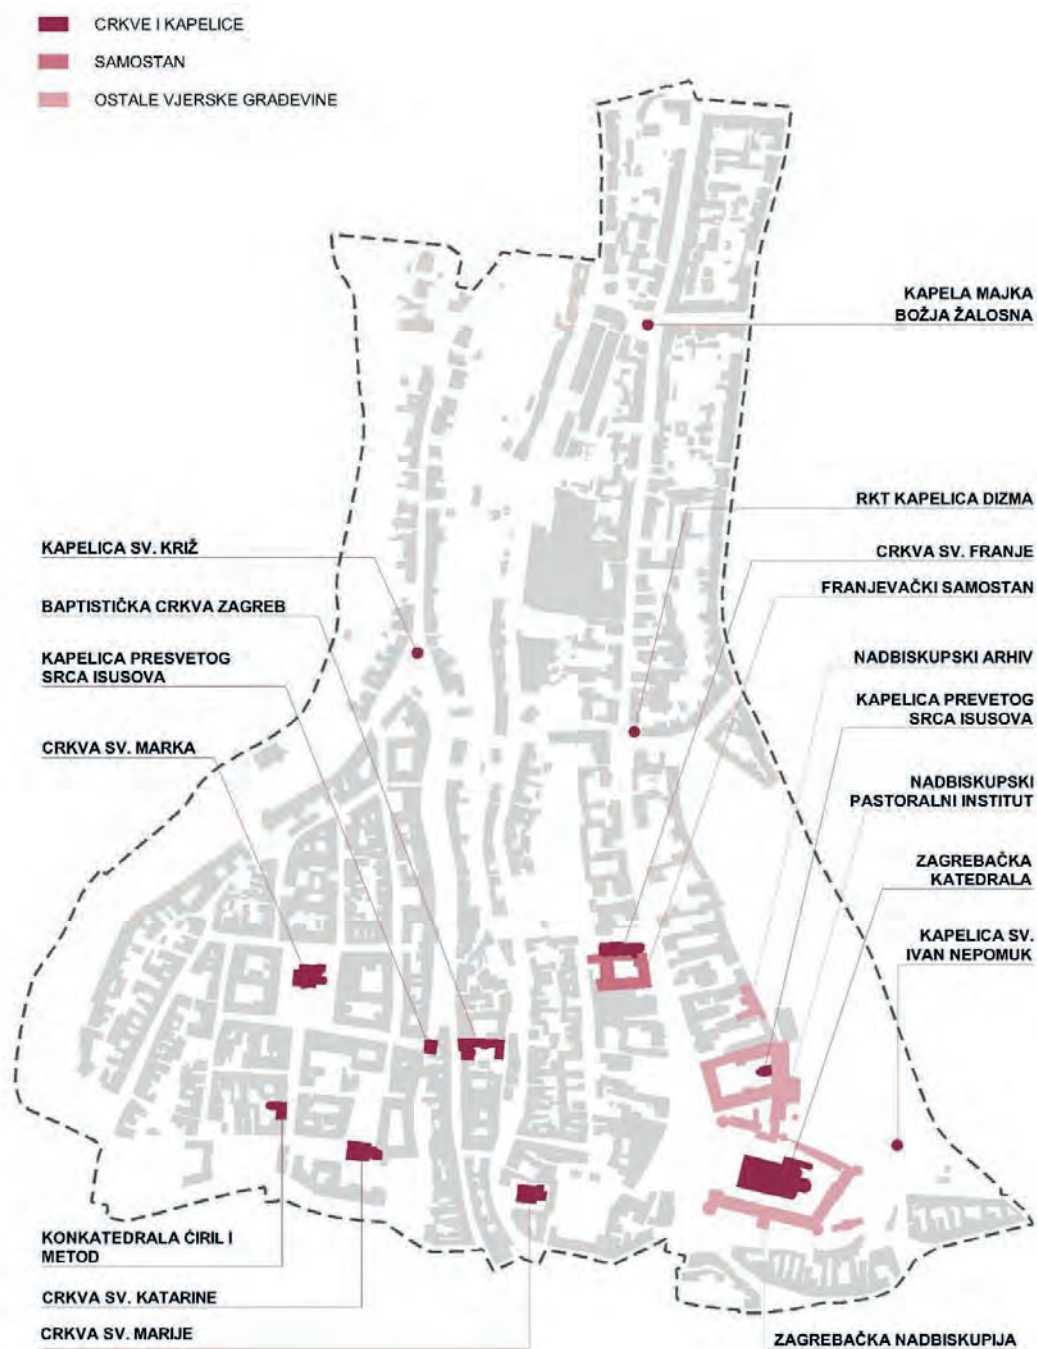 CRKVE I KAPELICE
SAMOSTAN
OSTALE VJERSKE GRAĐEVINE
KAPELA MAJKA
BOŽJA ŽALOSNA
RKT KAPELICA DIZMA
CRKVA SV. FRANJE
FRANJEVAČKI SAMOSTAN
NADBISKUPSKI ARHIV
KAPELICA PREVETOG
SRCA ISUSOVA
NADBISKUPSKI
PASTORALNI INSTITUT
ZAGREBAČKA
KATEDRALA
KAPELICA SV.
IVAN NEPOMUK
KAPELICA SV. KRIŽ
BAPTISTIČKA CRKVA ZAGREB
KAPELICA PRESVETOG
SRCA ISUSOVA
CRKVA SV. MARKA
KONKATEDRALA ĆIRIL I
METOD
CRKVA SV. KATARINE
CRKVA SV. MARIJE
ZAGREBAČKA NADBISKUPIJA